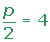 p/2 = 4